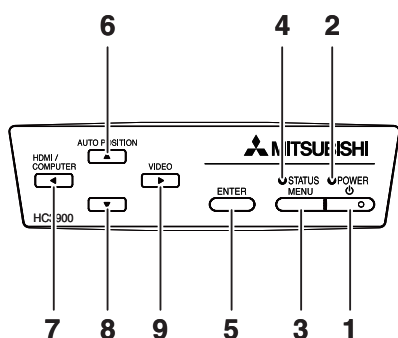 6 4 2
AUTO POSITION
MITSUBISHI
HDMI /
COMPUTER VIDEO
STATUS POWER
ENTER MENU
HC3900
7 8 9 5 3 1